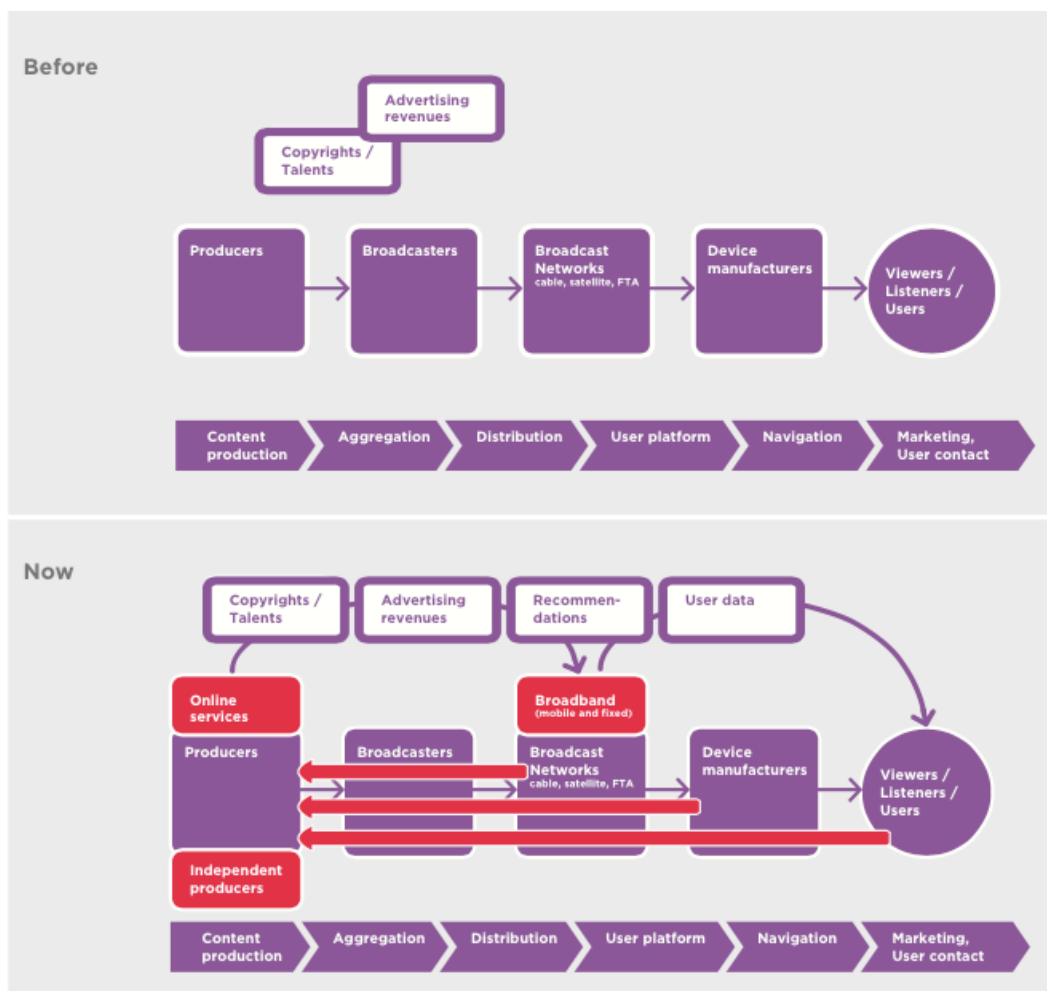 Before
Advertising
revenues
Copyrights /
Talents
Producers
Broadcasters
Broadcast
Networks
cable, satellite, FTA
Device
manufacturers
Viewers /
Listeners /
Users
Content
production
Aggregation
Distribution
User platform
Navigation
Marketing,
User contact
Now
Copyrights /
Talents
Advertising
revenues
Recommen-
dations
User data
Online
services
Broadband
(mobile and fixed)
Producers
Broadcasters
Broadcast
Networks
cable, satellite, FTA
Device
manufacturers
Viewers /
Listeners /
Users
Independent
producers
Content
production
Aggregation
Distribution
User platform
Navigation
Marketing,
User contact